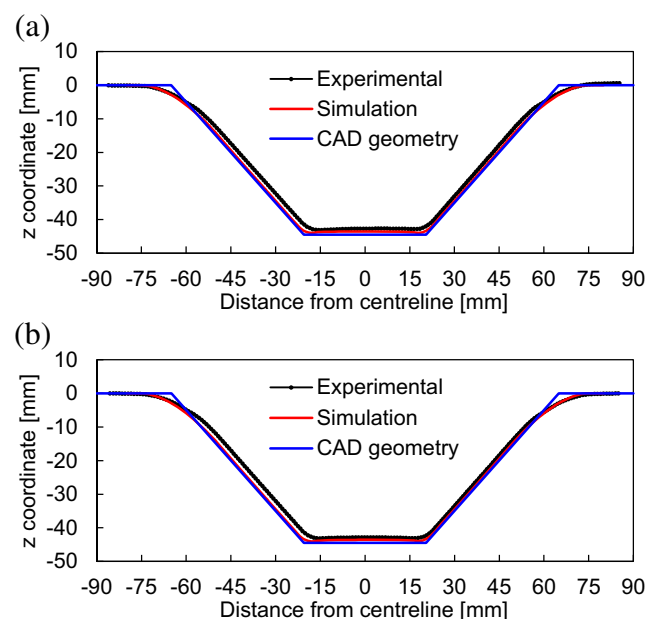 (a)
10
0
-10
-20
-30
-40
-50
z coordinate [mm]
Experimental
Simulation
CAD geometry
-90 -75 -60 -45 -30 -15 0 15 30 45 60 75 90
Distance from centreline [mm]
(b)
10
0
-10
-20
-30
-40
-50
z coordinate [mm]
Experimental
Simulation
CAD geometry
-90 -75 -60 -45 -30 -15 0 15 30 45 60 75 90
Distance from centreline [mm]